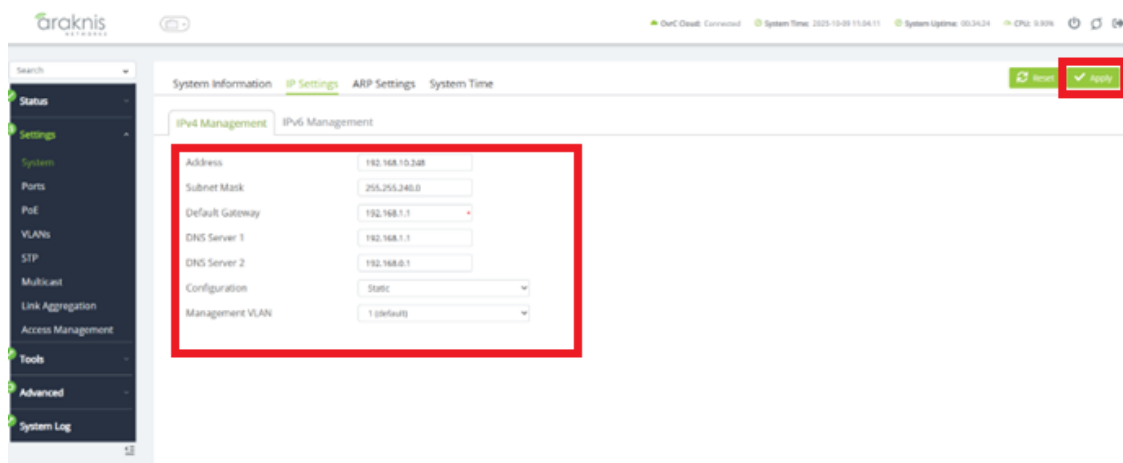 araknis
NETWORKS
OvrC Cloud: Connected
System Time: 2025-10-09 11:04:11
System Uptime: 00:34:24
CPU: 0.90%
Search
System Information IP Settings ARP Settings System Time
Reset
Apply
Status
IPv4 Management IPv6 Management
Settings
System
Ports
PoE
VLANs
STP
Multicast
Link Aggregation
Access Management
Tools
Advanced
System Log
Address 192.168.10.248
Subnet Mask 255.255.240.0
Default Gateway 192.168.1.1 *
DNS Server 1 192.168.1.1
DNS Server 2 192.168.0.1
Configuration Static
Management VLAN 1 (default)